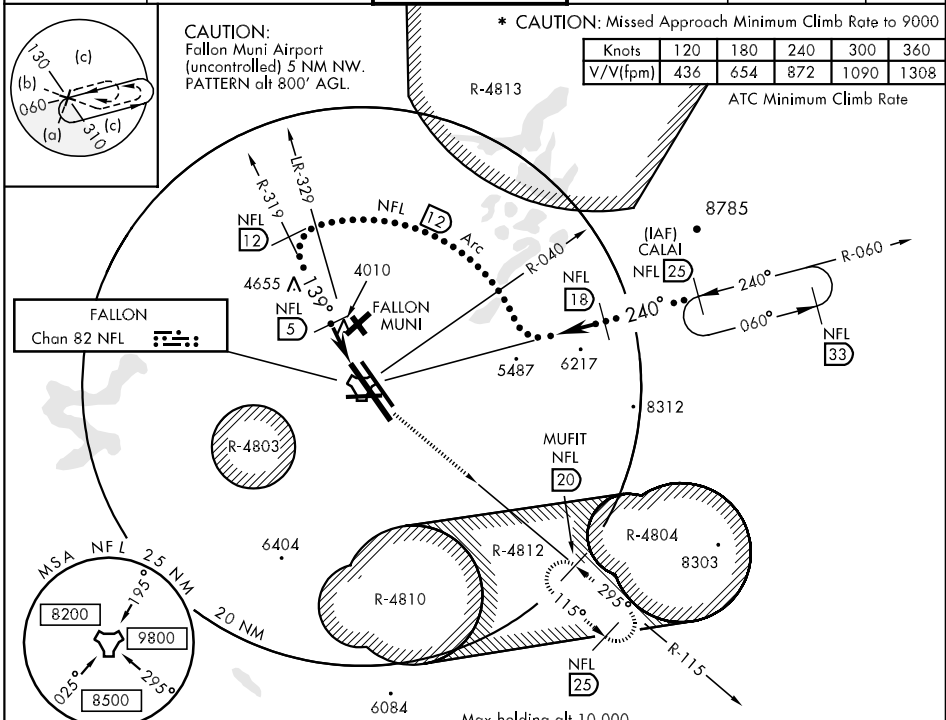 CAUTION:
Fallon Muni Airport
(uncontrolled) 5 NM NW.
PATTERN alt 800' AGL.
* CAUTION: Missed Approach Minimum Climb Rate to 9000
Knots 120 180 240 300 360
V/V(fpm) 436 654 872 1090 1308
ATC Minimum Climb Rate
130
(c)
(b)
060
(a)
310
(c)
R-4813
R-319
LR-329
NFL
12
NFL 12 Arc
R-040
4655
139°
4010
NFL
5
FALLON
MUNI
FALLON
Chan 82 NFL
8785
(IAF)
CALAI
NFL 25
R-060
240°
060°
NFL
33
NFL
18
240°
5487
6217
8312
R-4803
MUFIT
NFL
20
6404
R-4810
R-4812
R-4804
8303
295°
115°
R-115
NFL
25
MSA NFL 25 NM
195°
8200
9800
025°
295°
8500
20 NM
6084
Max holding alt 10,000